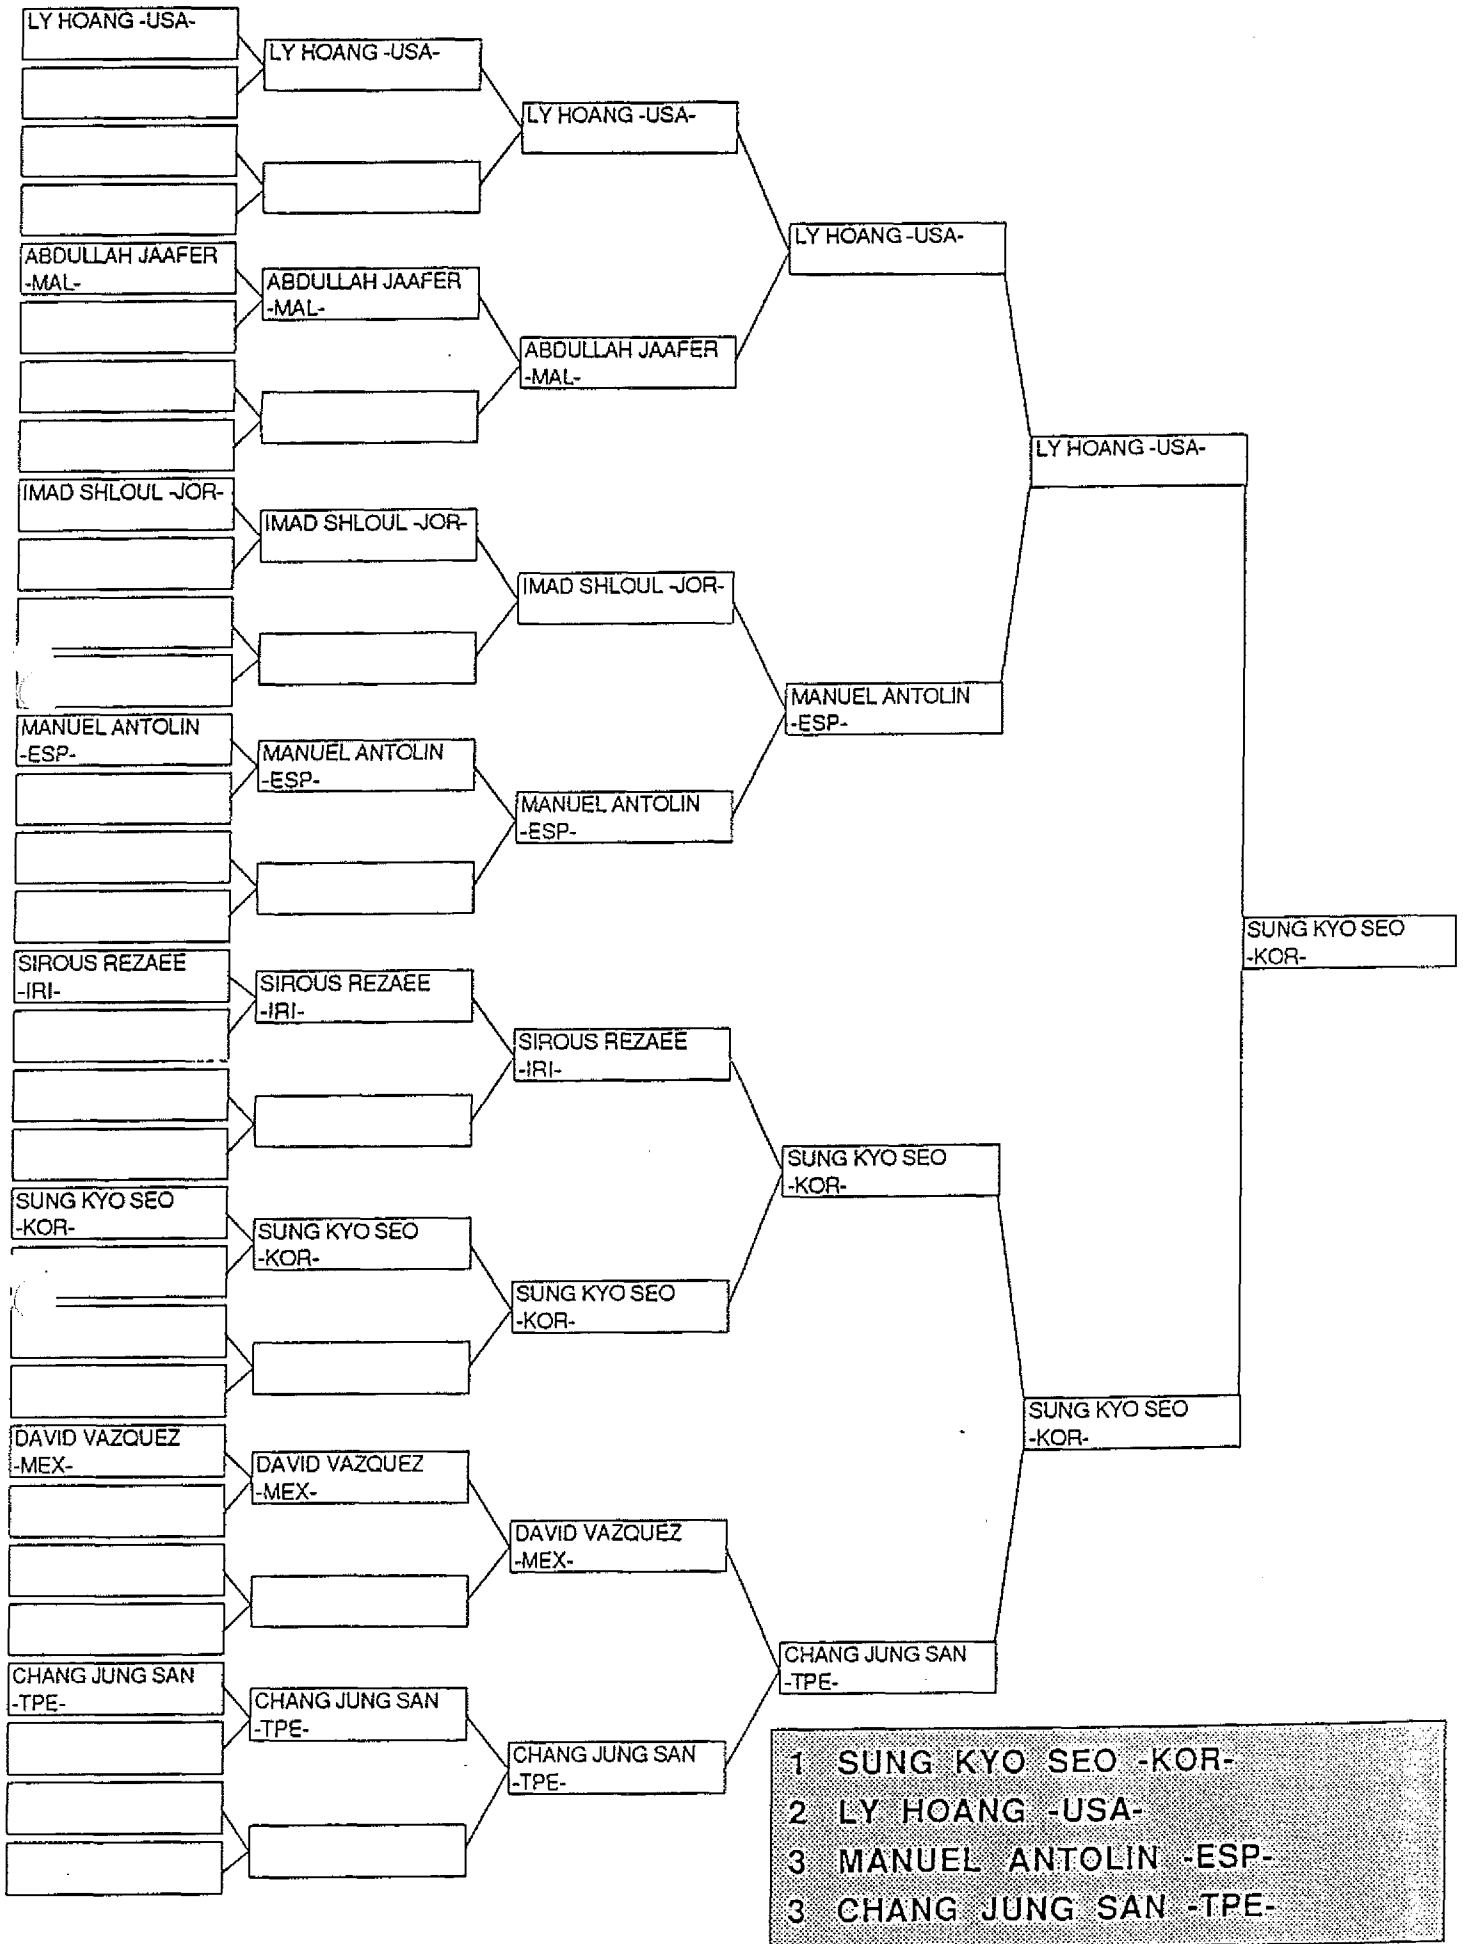 LY HOANG -USA-
ABDULLAH JAAFER
-MAL-
IMAD SHLOUL -JOR-
MANUEL ANTOLIN
-ESP-
SIROUS REZAEE
-IRI-
SUNG KYO SEO
-KOR-
DAVID VAZQUEZ
-MEX-
CHANG JUNG SAN
-TPE-
LY HOANG -USA-
ABDULLAH JAAFER
-MAL-
IMAD SHLOUL -JOR-
MANUEL ANTOLIN
-ESP-
SIROUS REZAEE
-IRI-
SUNG KYO SEO
-KOR-
DAVID VAZQUEZ
-MEX-
CHANG JUNG SAN
-TPE-
LY HOANG -USA-
ABDULLAH JAAFER
-MAL-
IMAD SHLOUL -JOR-
MANUEL ANTOLIN
-ESP-
SIROUS REZAEE
-IRI-
SUNG KYO SEO
-KOR-
DAVID VAZQUEZ
-MEX-
CHANG JUNG SAN
-TPE-
LY HOANG -USA-
MANUEL ANTOLIN
-ESP-
SUNG KYO SEO
-KOR-
CHANG JUNG SAN
-TPE-
LY HOANG -USA-
SUNG KYO SEO
-KOR-
SUNG KYO SEO
-KOR-
1 SUNG KYO SEO -KOR-
2 LY HOANG -USA-
3 MANUEL ANTOLIN -ESP-
3 CHANG JUNG SAN -TPE-